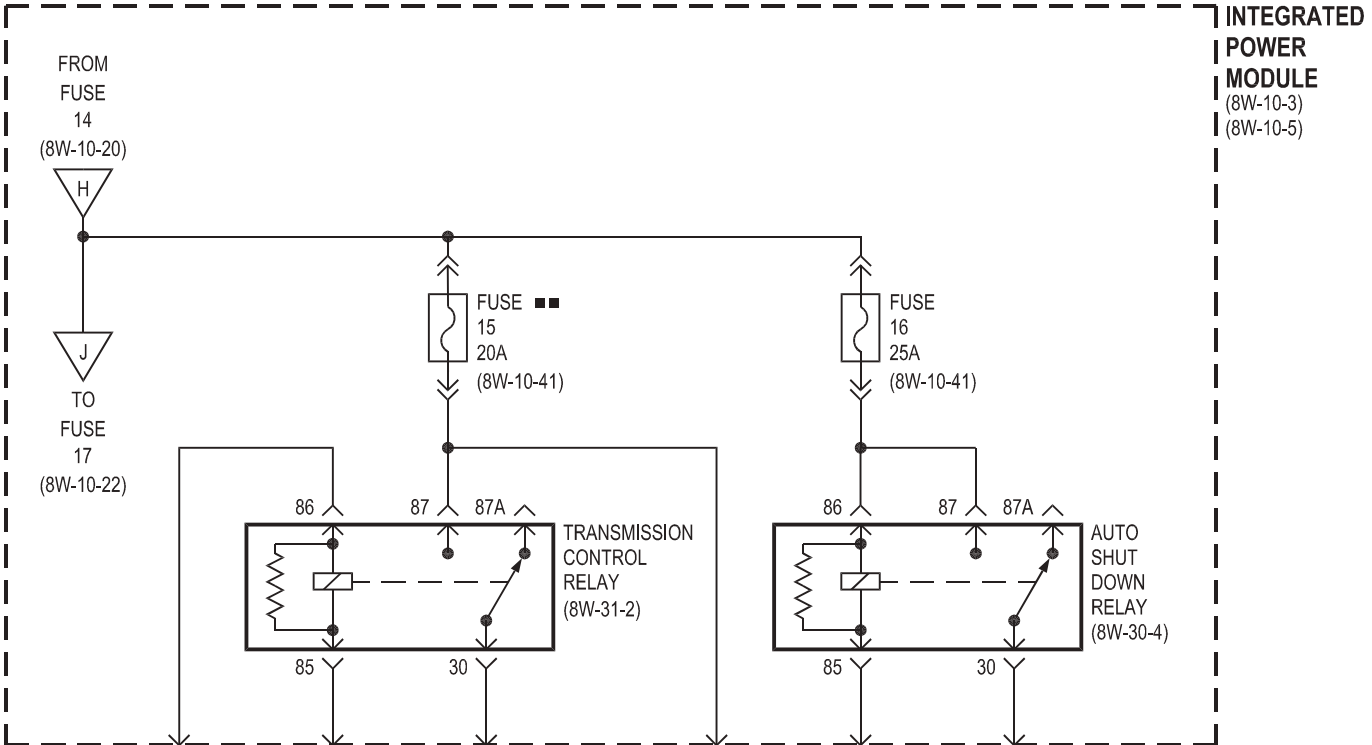 INTEGRATED
POWER
MODULE
(8W-10-3)
(8W-10-5)
FROM
FUSE
14
(8W-10-20)
H
J
TO
FUSE
17
(8W-10-22)
FUSE ■■
15
20A
(8W-10-41)
FUSE
16
25A
(8W-10-41)
86 87 87A
TRANSMISSION
CONTROL
RELAY
(8W-31-2)
85 30
86 87 87A
AUTO
SHUT
DOWN
RELAY
(8W-30-4)
85 30